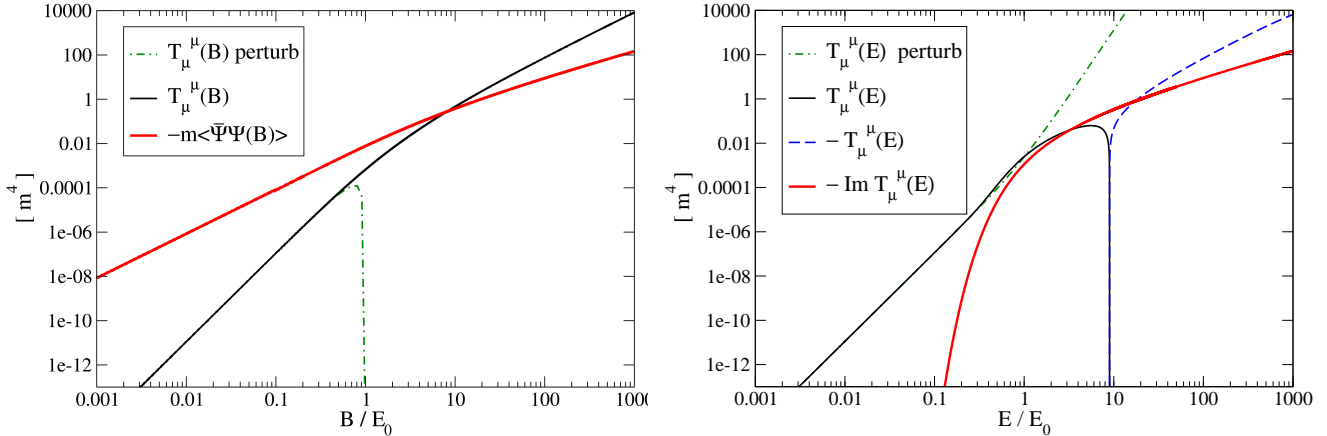 10000
100
1
0.01
0.0001
1e-06
1e-08
1e-10
1e-12
[ m⁴ ]
T_μ^μ(B) perturb
T_μ^μ(B)
−m<Ψ̄Ψ(B)>
0.001 0.01 0.1 1 10 100 1000
B / E₀
10000
100
1
0.01
0.0001
1e-06
1e-08
1e-10
1e-12
[ m⁴ ]
T_μ^μ(E) perturb
T_μ^μ(E)
− T_μ^μ(E)
− Im T_μ^μ(E)
0.001 0.01 0.1 1 10 100 1000
E / E₀